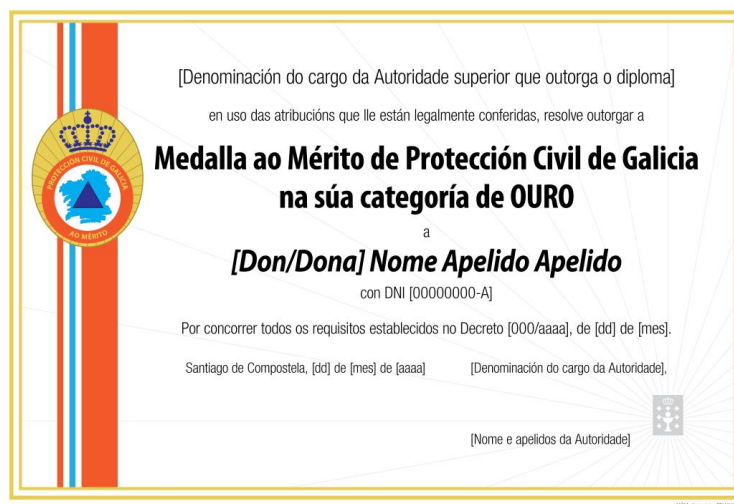 [Denominación do cargo da Autoridade superior que outorga o diploma]
en uso das atribucións que lle están legalmente conferidas, resolve outorgar a
Medalla ao Mérito de Protección Civil de Galicia
na súa categoría de OURO
a
[Don/Dona] Nome Apelido Apelido
con DNI [00000000-A]
Por concorrer todos os requisitos establecidos no Decreto [000/aaaa], de [dd] de [mes].
Santiago de Compostela, [dd] de [mes] de [aaaa]
[Denominación do cargo da Autoridade],
[Nome e apelidos da Autoridade]
PROTECCIÓN CIVIL DE GALICIA
AO MÉRITO